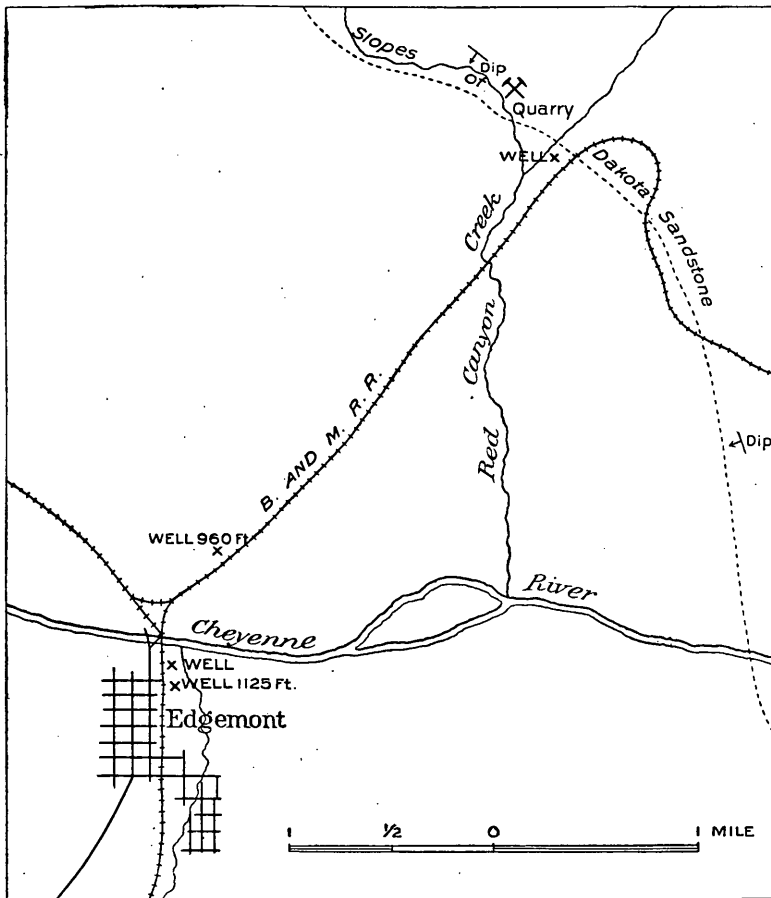 Slopes of Dakota Sandstone
Dip
Quarry
WELL
Creek
Canyon
Red
B. AND M. R. R.
Dip
WELL 960 Ft
River
Cheyenne
WELL
WELL 1125 Ft.
Edgemont
1 ½ 0 1 MILE